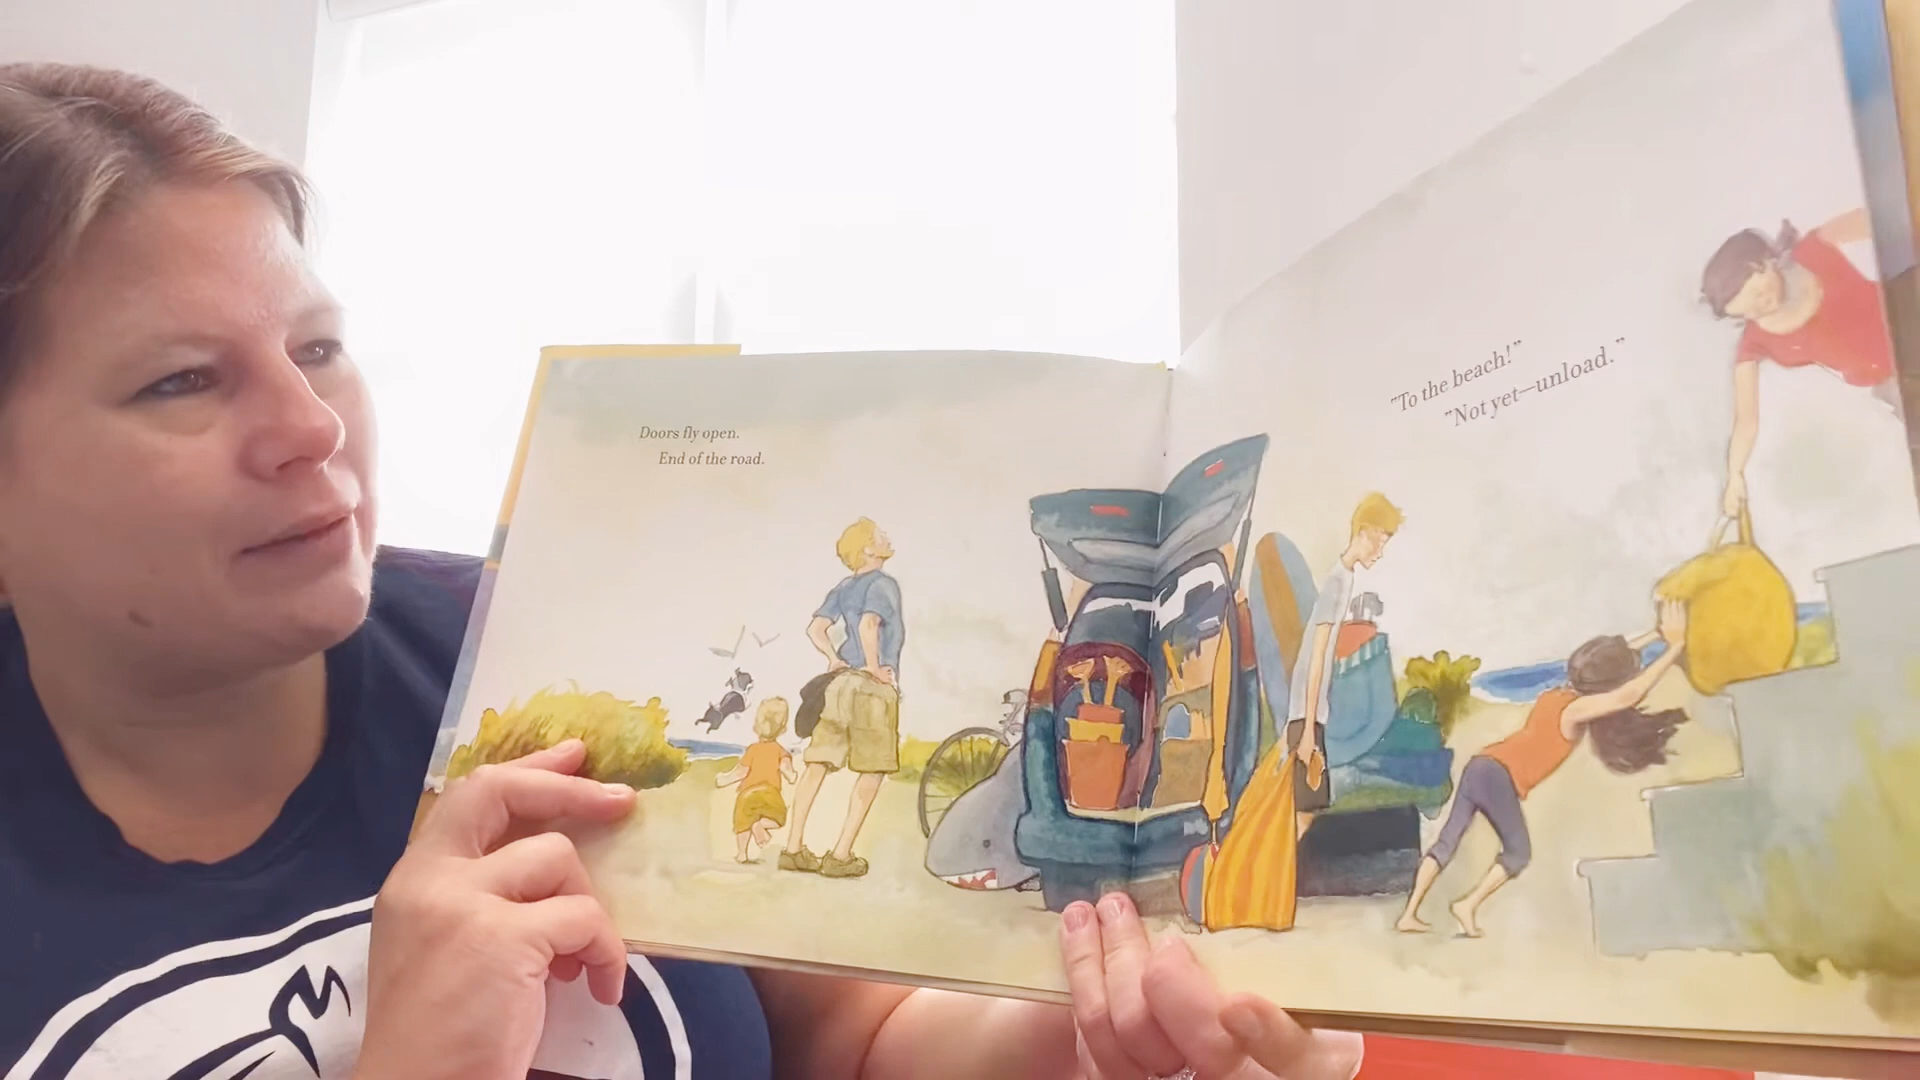 Doors fly open.
End of the road.
"To the beach!"
"Not yet—unload."